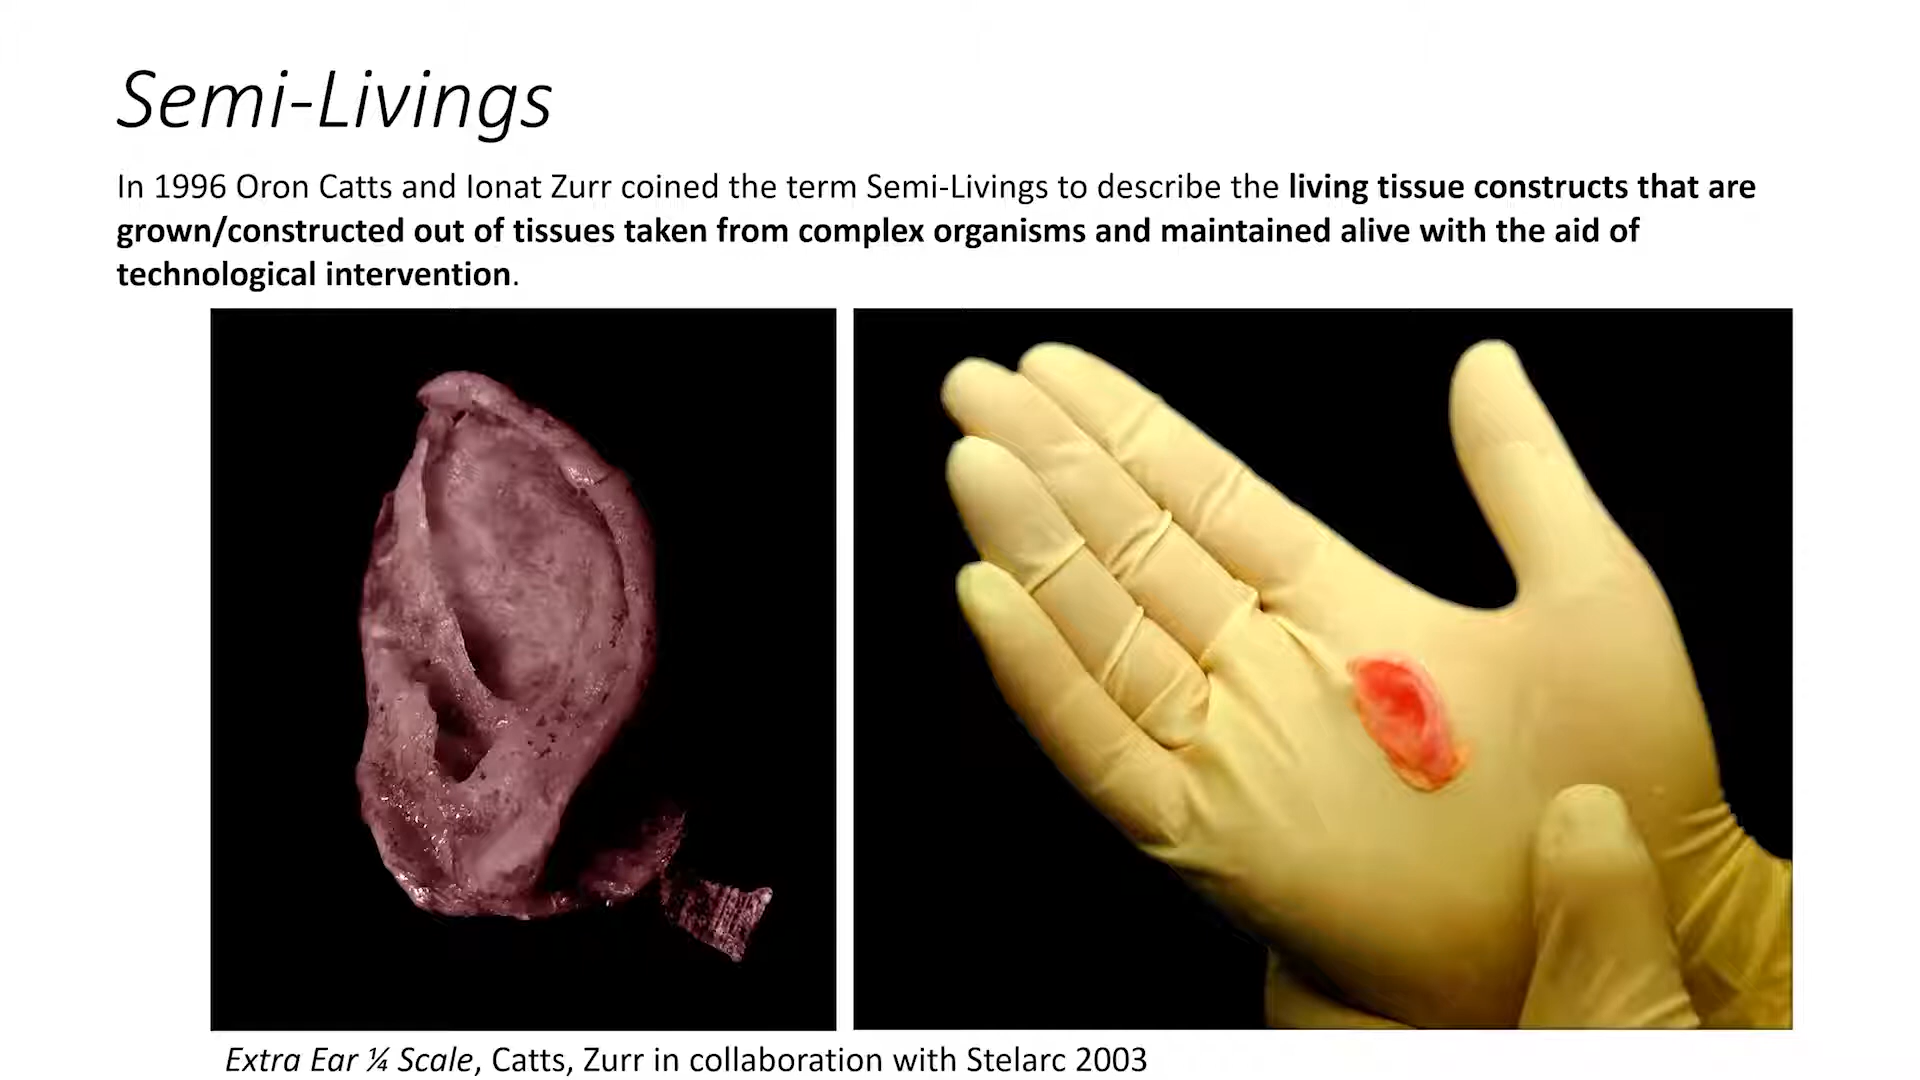 Semi-Livings
In 1996 Oron Catts and Ionat Zurr coined the term Semi-Livings to describe the living tissue constructs that are
grown/constructed out of tissues taken from complex organisms and maintained alive with the aid of
technological intervention.
Extra Ear ¼ Scale, Catts, Zurr in collaboration with Stelarc 2003